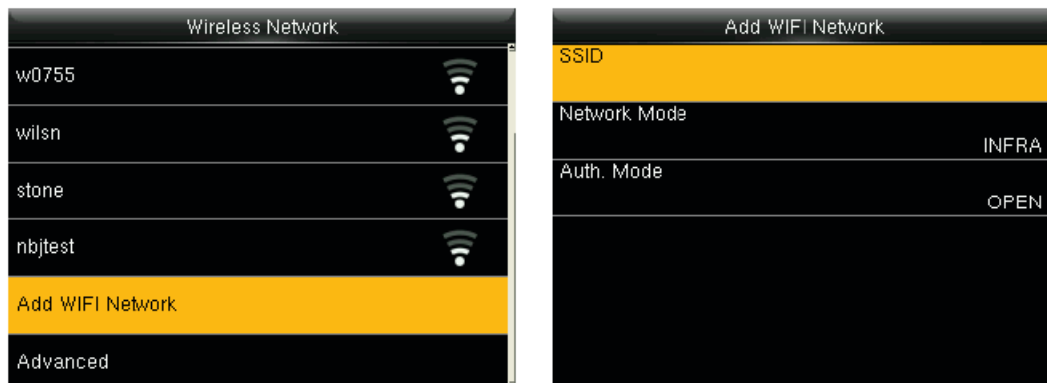 Wireless Network
w0755
wilsn
stone
nbjtest
Add WIFI Network
Advanced
Add WIFI Network
SSID
Network Mode
INFRA
Auth. Mode
OPEN